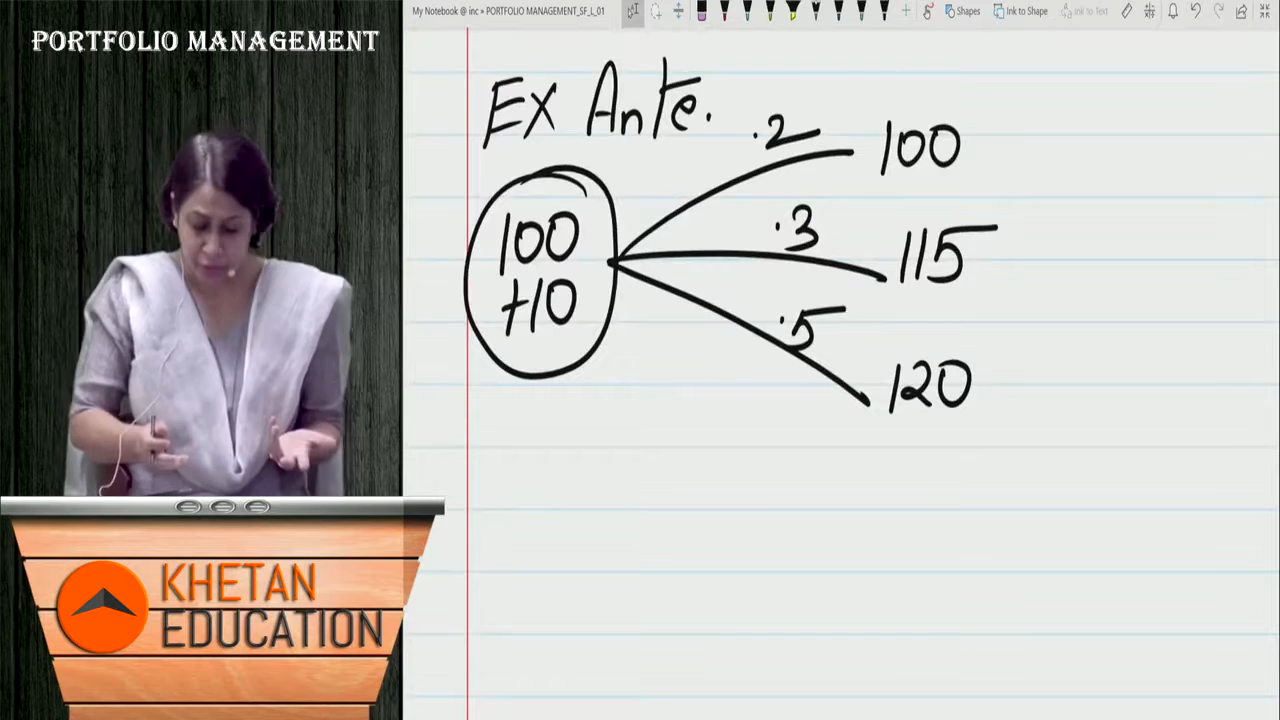 My Notebook @ inc » PORTFOLIO MANAGEMENT_SF_L_01
Shapes
Ink to Shape
Ink to Text
PORTFOLIO MANAGEMENT
EX Ante.
.2
100
.3
100
+10
115
.5
120
KHETAN
EDUCATION